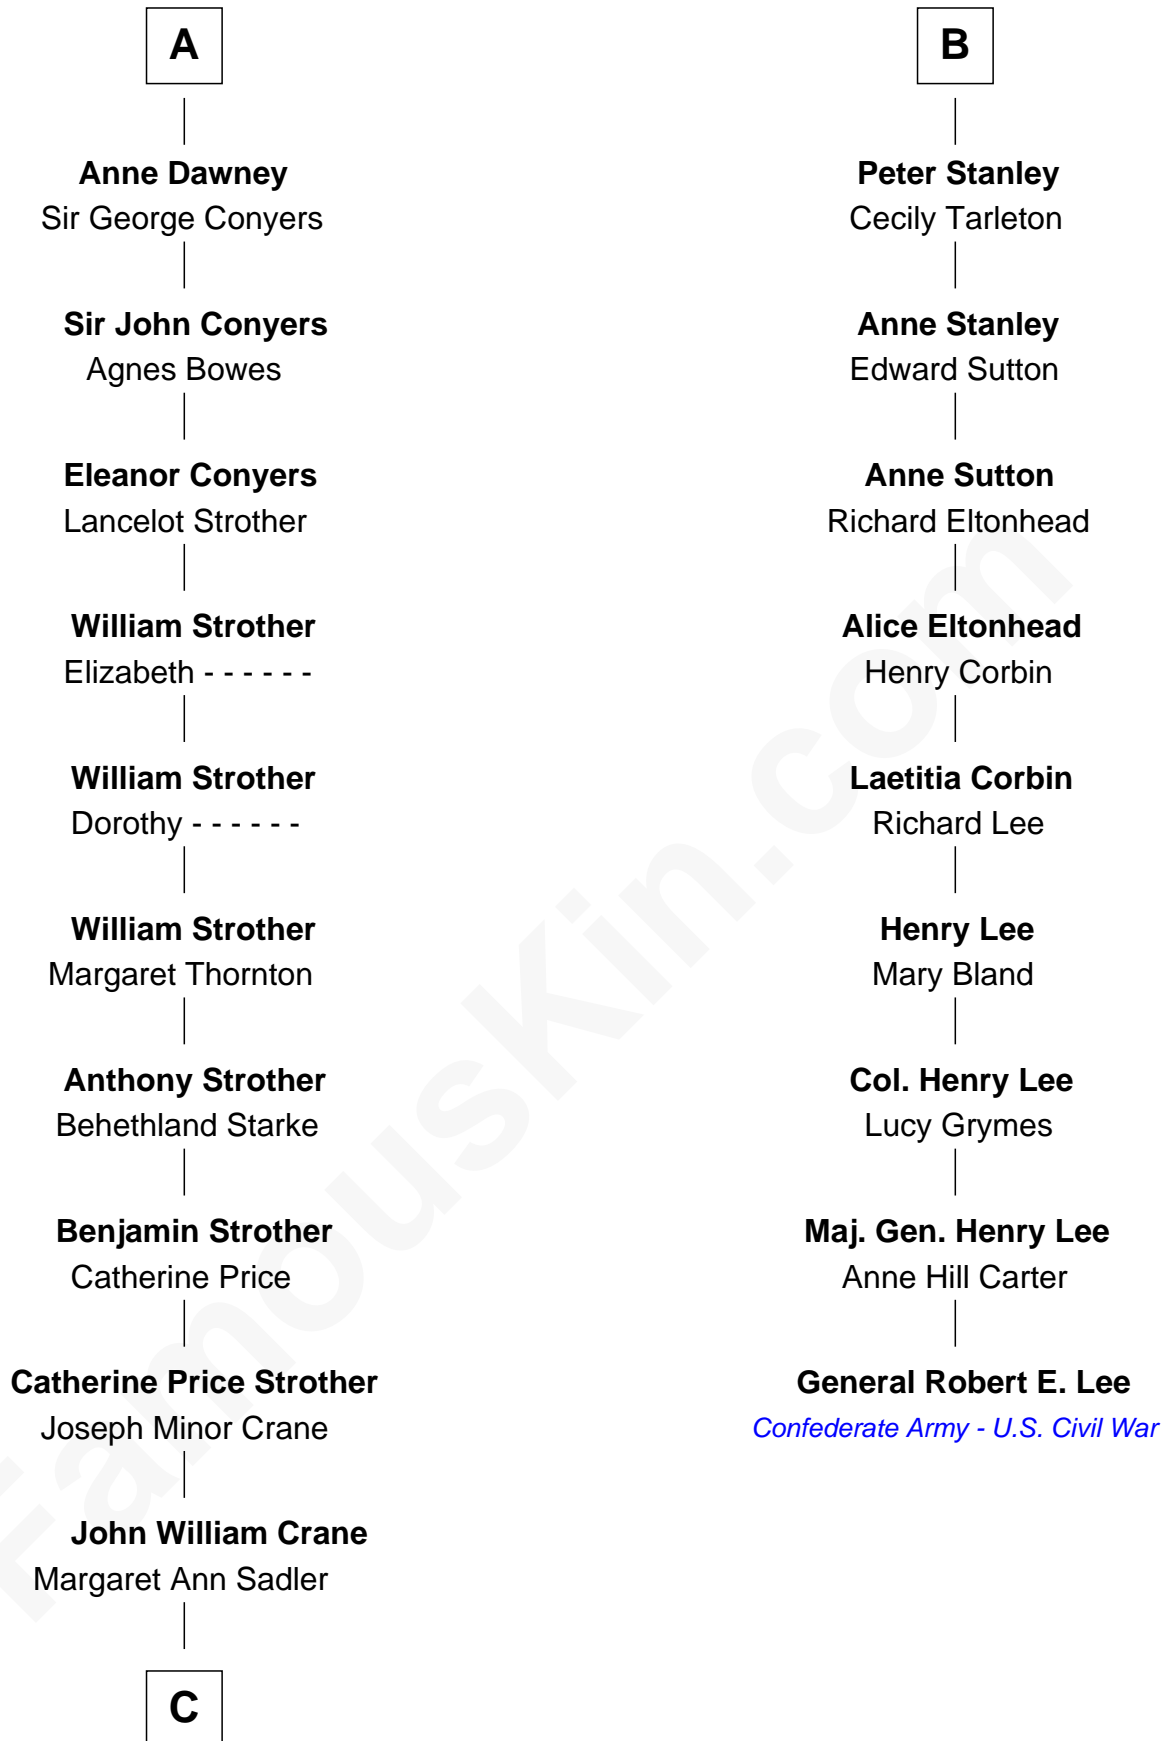 A
Anne Dawney
Sir George Conyers
Sir John Conyers
Agnes Bowes
Eleanor Conyers
Lancelot Strother
William Strother
Elizabeth - - - - - -
William Strother
Dorothy - - - - - -
William Strother
Margaret Thornton
Anthony Strother
Behethland Starke
Benjamin Strother
Catherine Price
Catherine Price Strother
Joseph Minor Crane
John William Crane
Margaret Ann Sadler
C
B
Peter Stanley
Cecily Tarleton
Anne Stanley
Edward Sutton
Anne Sutton
Richard Eltonhead
Alice Eltonhead
Henry Corbin
Laetitia Corbin
Richard Lee
Henry Lee
Mary Bland
Col. Henry Lee
Lucy Grymes
Maj. Gen. Henry Lee
Anne Hill Carter
General Robert E. Lee
Confederate Army - U.S. Civil War
FamousKin.com